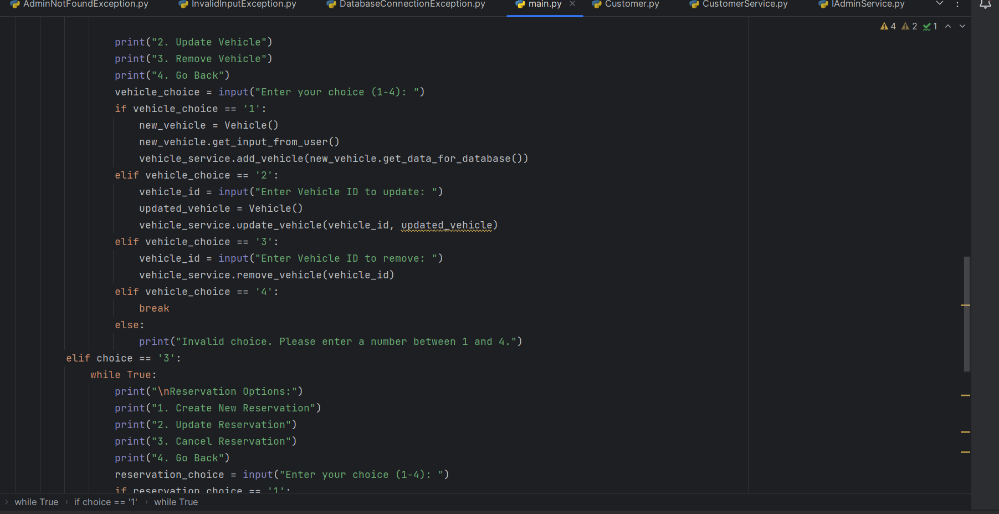 AdminNotFoundException.py InvalidInputException.py DatabaseConnectionException.py main.py Customer.py CustomerService.py IAdminService.py
4 2 1
print("2. Update Vehicle")
print("3. Remove Vehicle")
print("4. Go Back")
vehicle_choice = input("Enter your choice (1-4): ")
if vehicle_choice == '1':
new_vehicle = Vehicle()
new_vehicle.get_input_from_user()
vehicle_service.add_vehicle(new_vehicle.get_data_for_database())
elif vehicle_choice == '2':
vehicle_id = input("Enter Vehicle ID to update: ")
updated_vehicle = Vehicle()
vehicle_service.update_vehicle(vehicle_id, updated_vehicle)
elif vehicle_choice == '3':
vehicle_id = input("Enter Vehicle ID to remove: ")
vehicle_service.remove_vehicle(vehicle_id)
elif vehicle_choice == '4':
break
else:
print("Invalid choice. Please enter a number between 1 and 4.")
elif choice == '3':
while True:
print("\nReservation Options:")
print("1. Create New Reservation")
print("2. Update Reservation")
print("3. Cancel Reservation")
print("4. Go Back")
reservation_choice = input("Enter your choice (1-4): ")
if reservation_choice == '1':
while True › if choice == '1' › while True